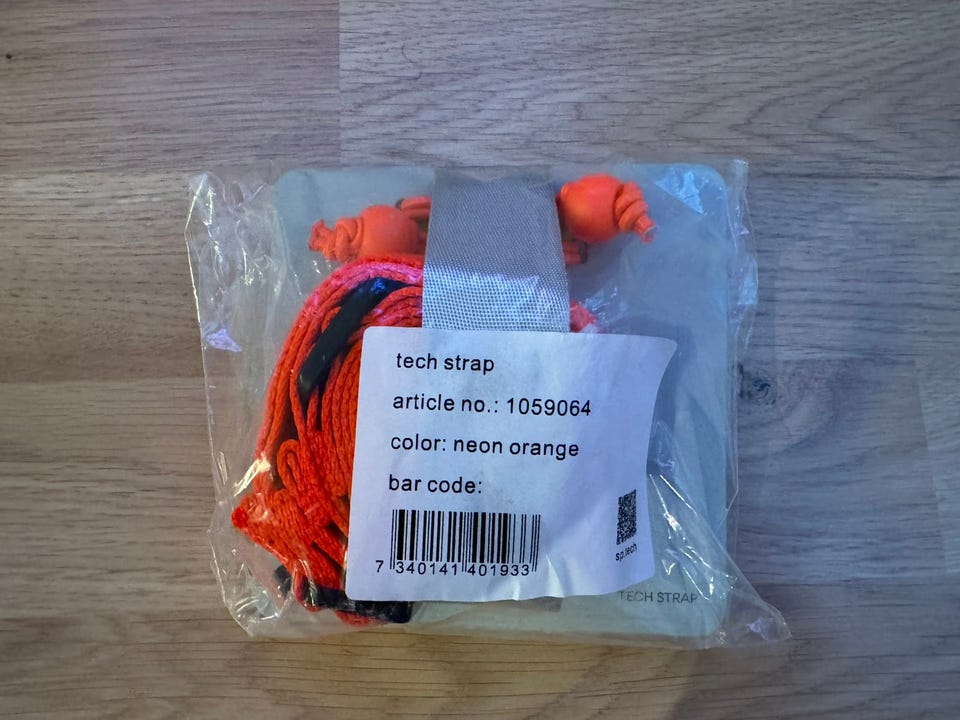 tech strap
article no.: 1059064
color: neon orange
bar code:
7 340141 401933
sp.tech
TECH STRAP